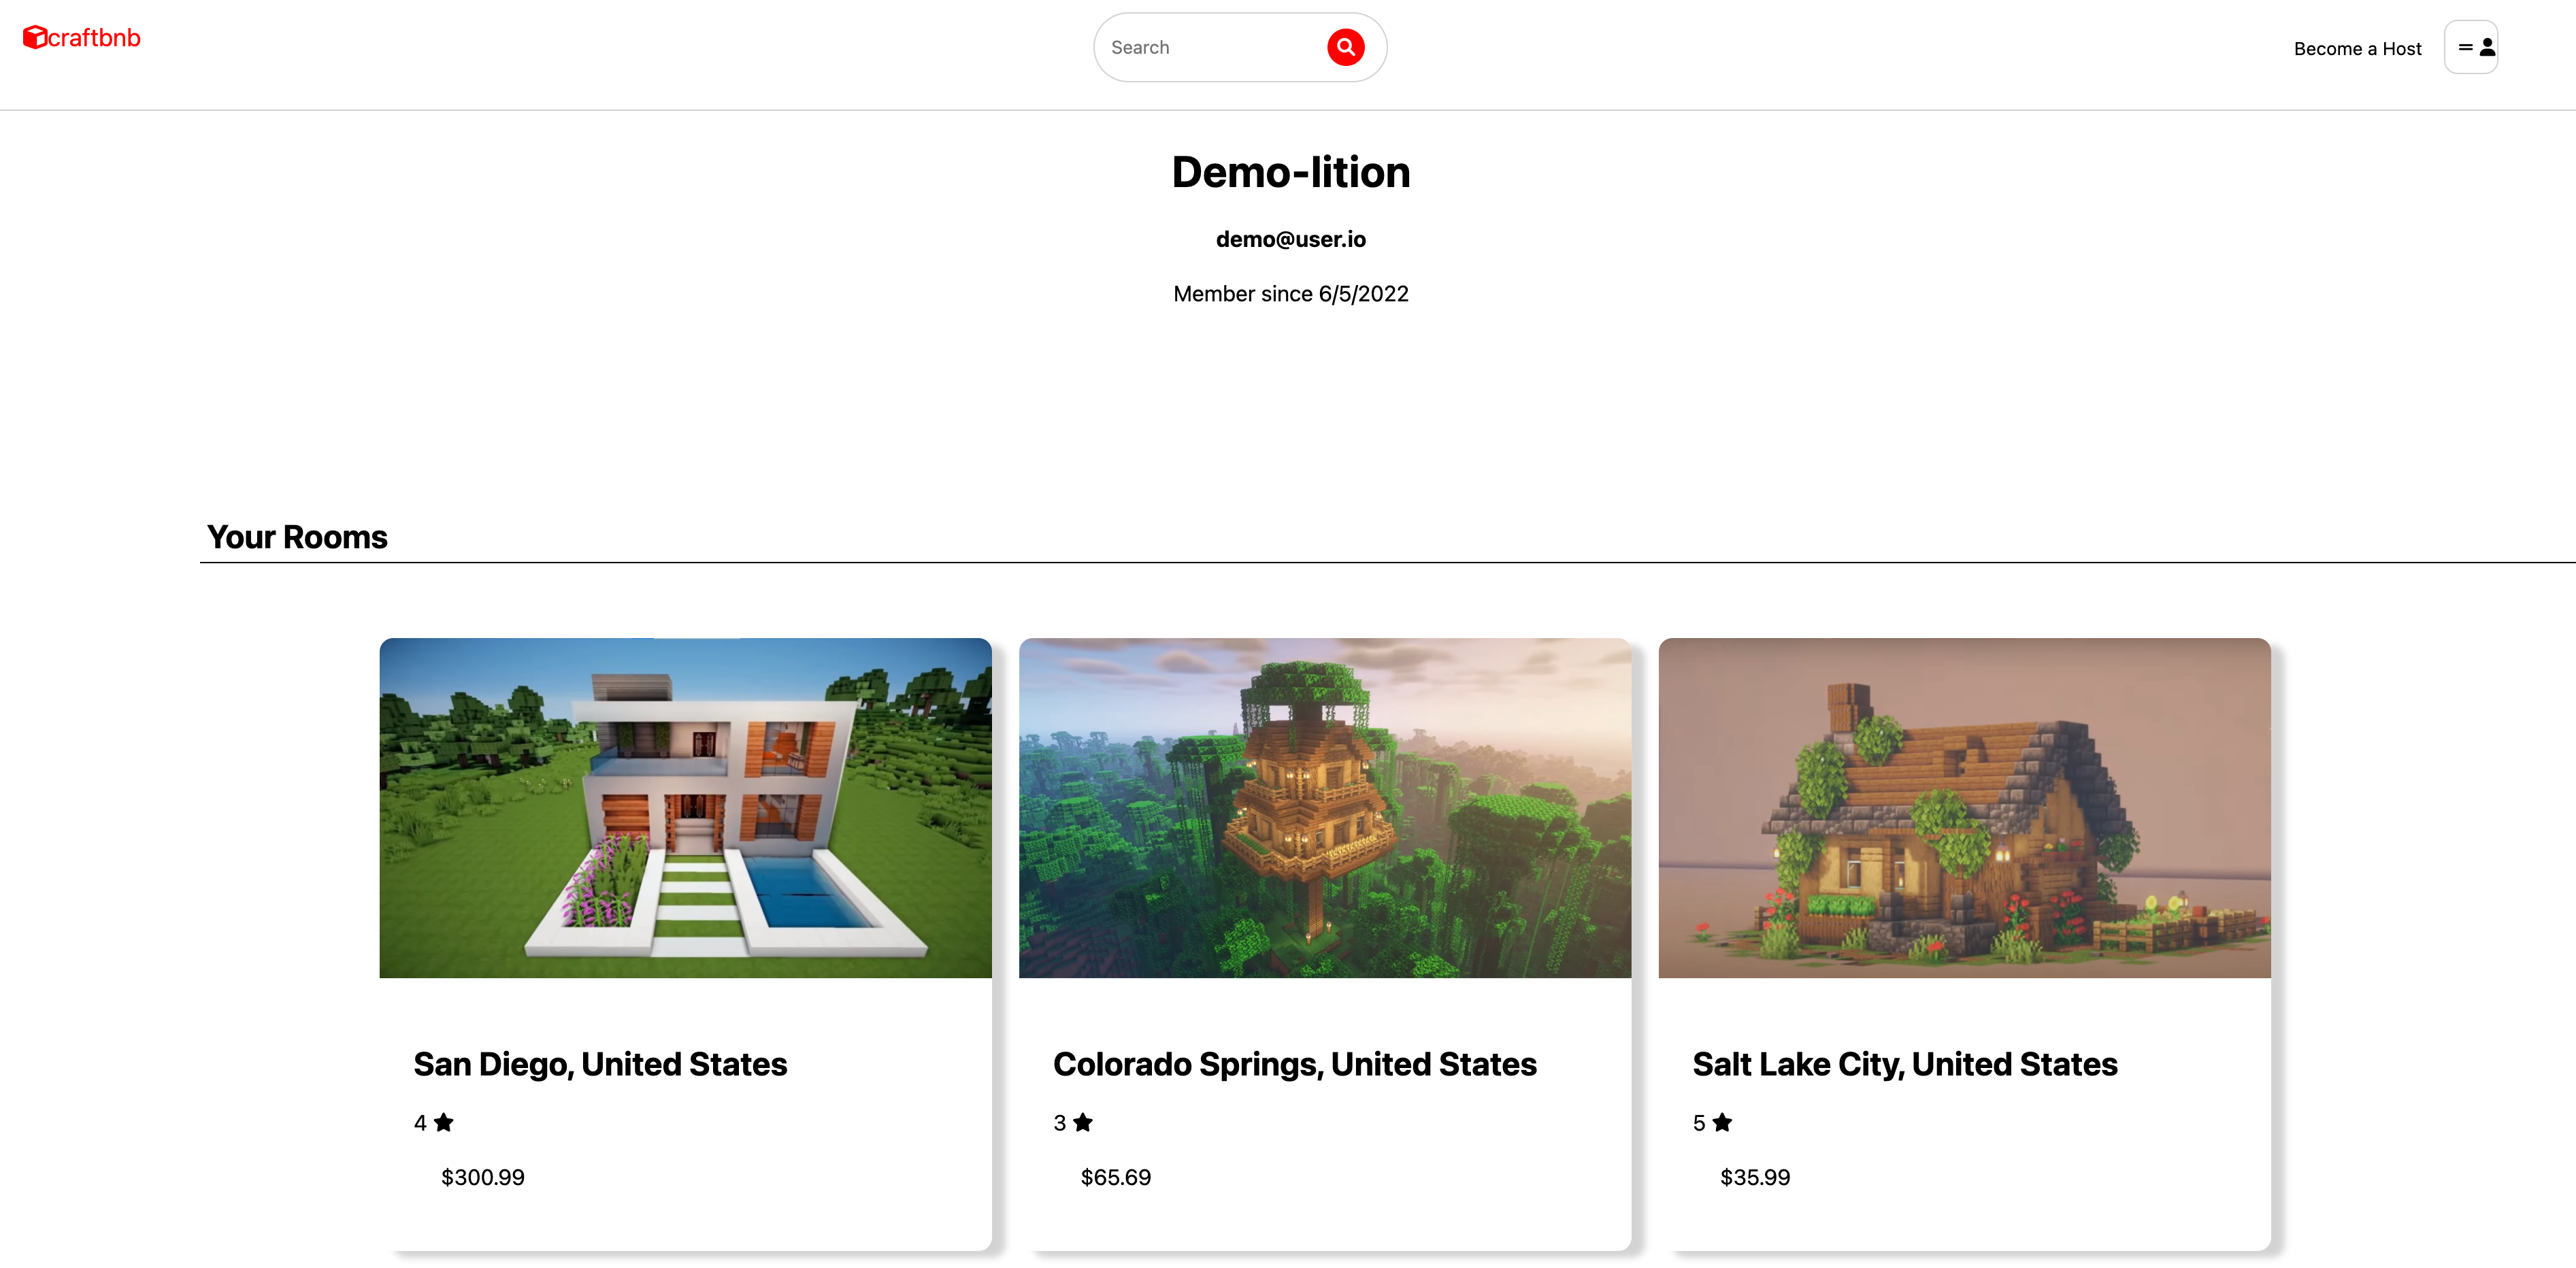 craftbnb
Search
Become a Host
Demo-lition
demo@user.io
Member since 6/5/2022
Your Rooms
San Diego, United States
4
$300.99
Colorado Springs, United States
3
$65.69
Salt Lake City, United States
5
$35.99